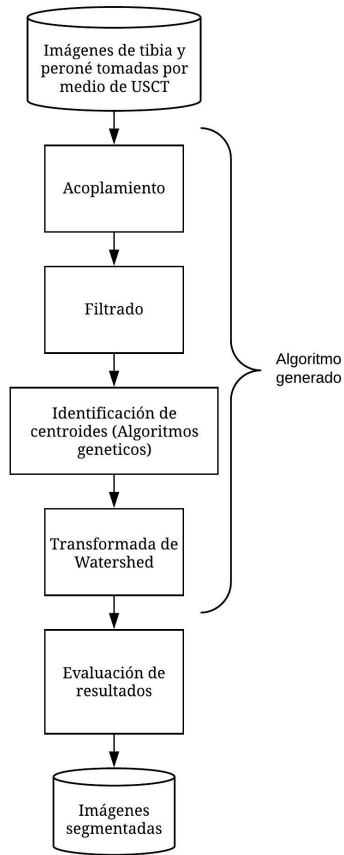 Imágenes de tibia y
peroné tomadas por
medio de USCT
Acoplamiento
Filtrado
Algoritmo
generado
Identificación de
centroides (Algoritmos
geneticos)
Transformada de
Watershed
Evaluación de
resultados
Imágenes
segmentadas